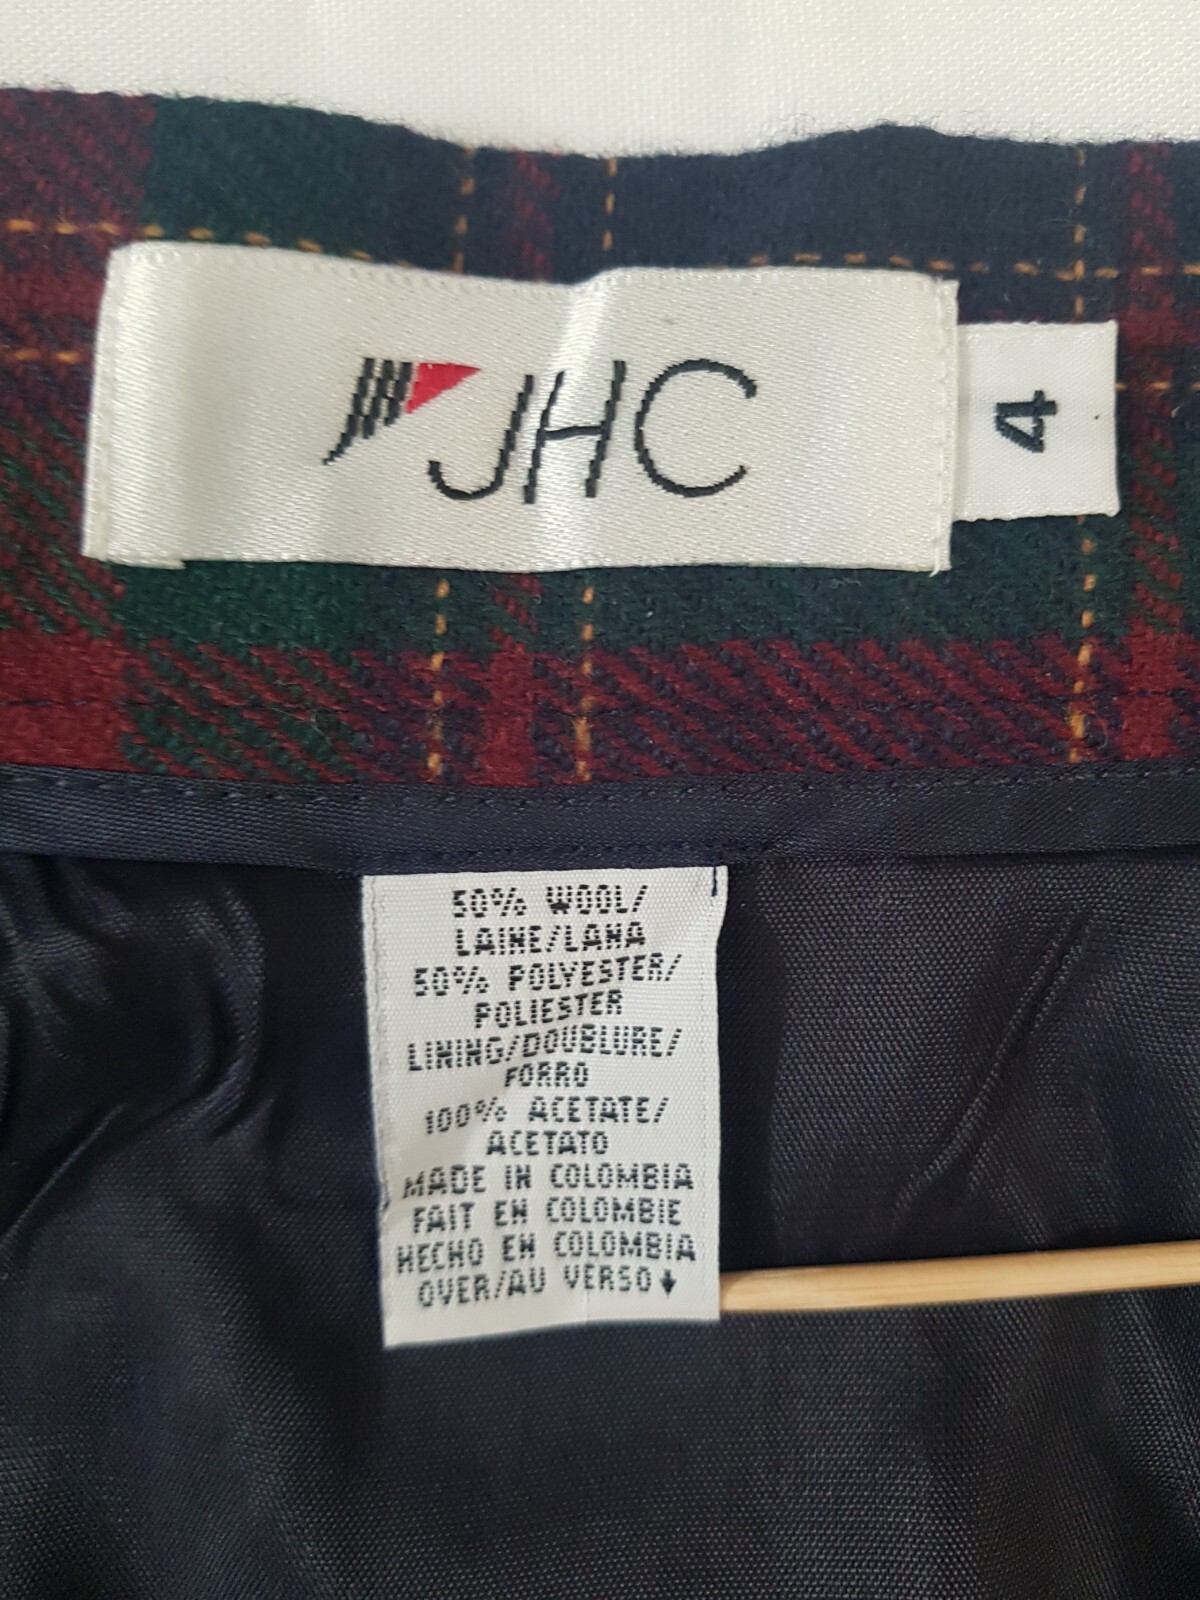 JHC
4
50% WOOL/
LAINE/LANA
50% POLYESTER/
POLIESTER
LINING/DOUBLURE/
FORRO
100% ACETATE/
ACETATO
MADE IN COLOMBIA
FAIT EN COLOMBIE
HECHO EN COLOMBIA
OVER/AU VERSO↓